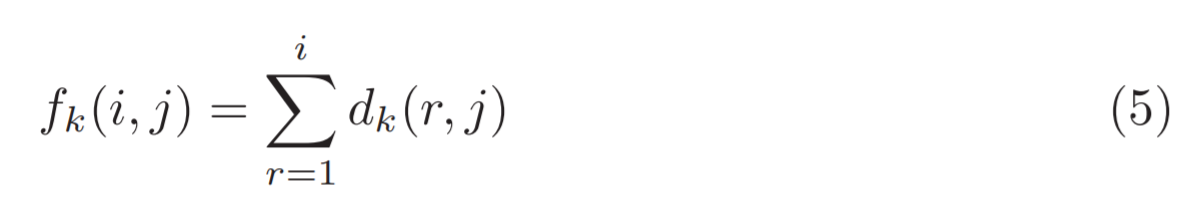 f_k(i, j) = \sum_{r=1}^{i} d_k(r, j) (5)